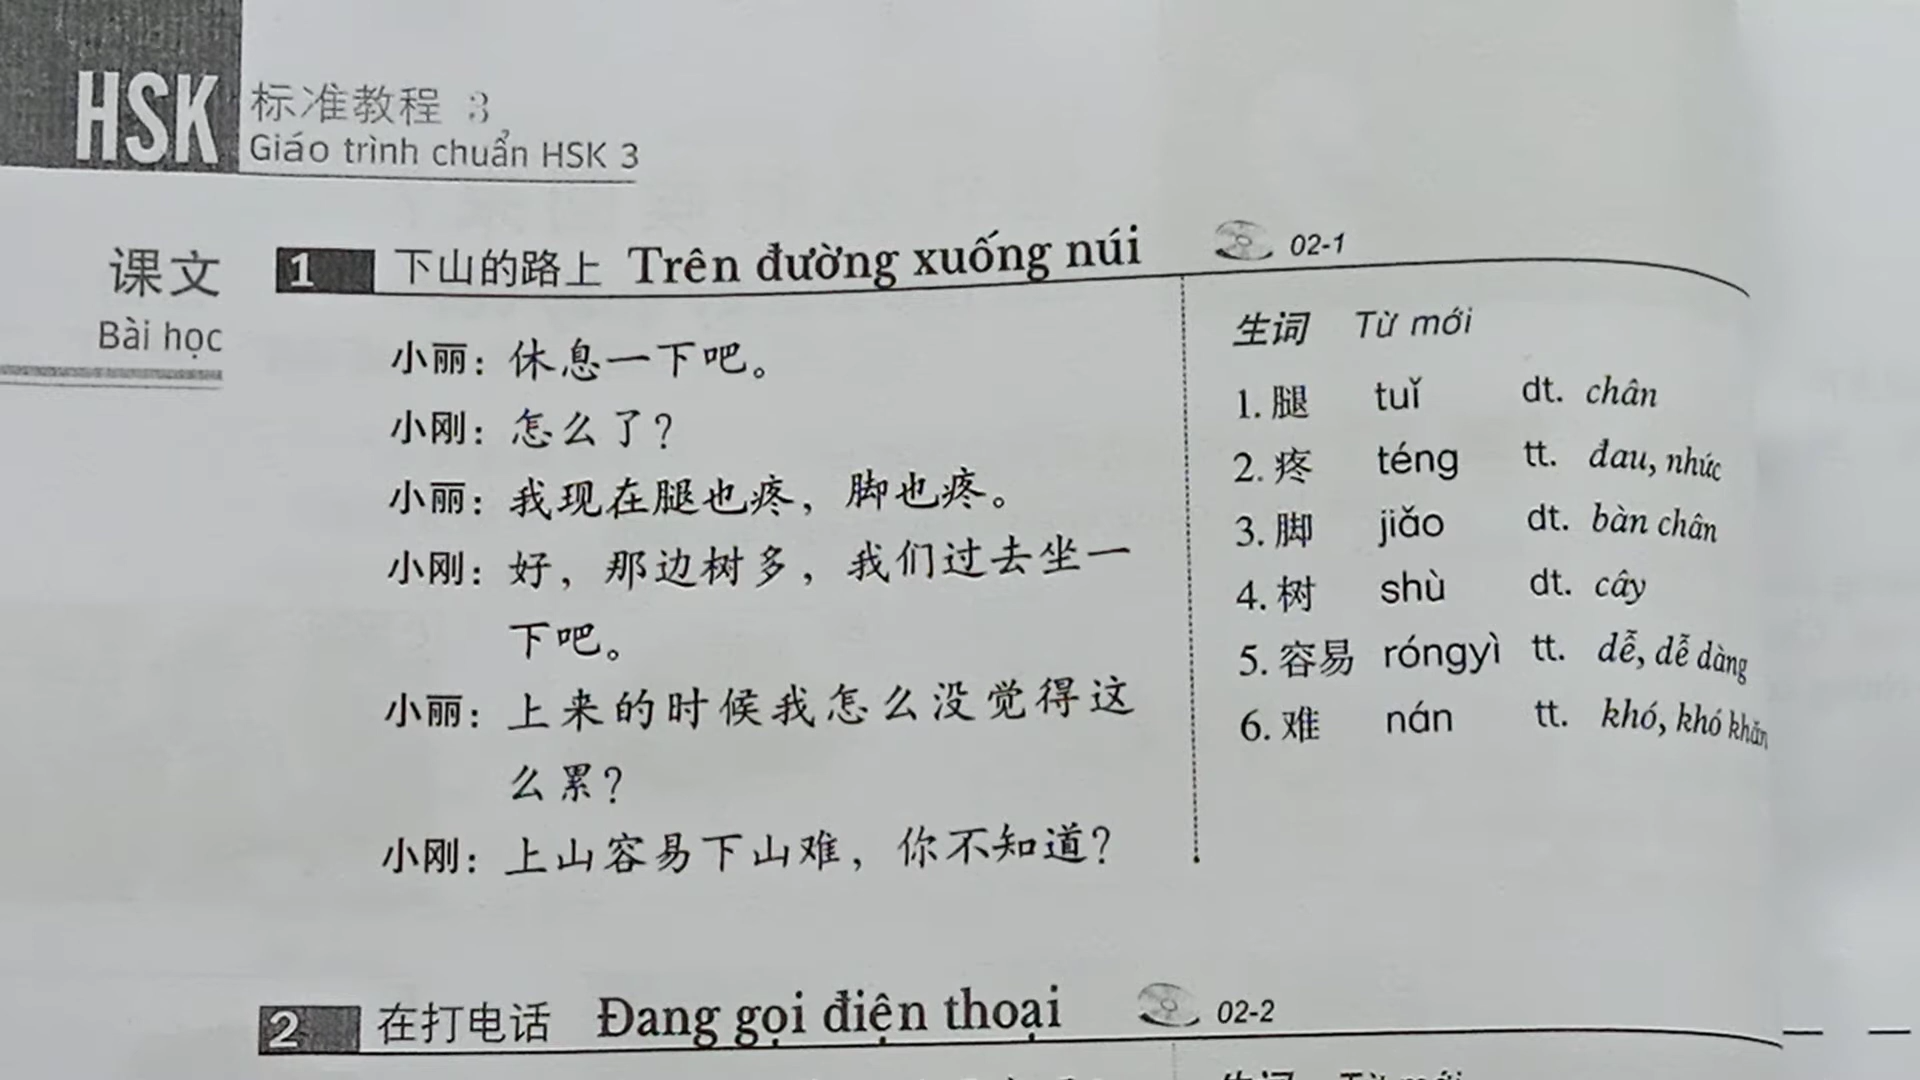 HSK 标准教程 3
Giáo trình chuẩn HSK 3
课文
Bài học
1 下山的路上 Trên đường xuống núi 02-1
小丽：休息一下吧。
小刚：怎么了？
小丽：我现在腿也疼，脚也疼。
小刚：好，那边树多，我们过去坐一
下吧。
小丽：上来的时候我怎么没觉得这
么累？
小刚：上山容易下山难，你不知道？
生词 Từ mới
1. 腿 tuǐ dt. chân
2. 疼 téng tt. đau, nhức
3. 脚 jiǎo dt. bàn chân
4. 树 shù dt. cây
5. 容易 róngyì tt. dễ, dễ dàng
6. 难 nán tt. khó, khó khăn
2 在打电话 Đang gọi điện thoại 02-2
生词 Từ mới